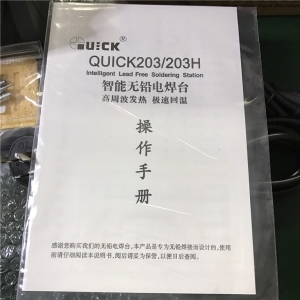 QUICK®
QUICK203/203H
Intelligent Lead Free Soldering Station
智能无铅电焊台
高周波发热 极速回温
操作手册
感谢您购买我们的无铅电焊台,本产品是专为无铅焊接而设计的,使用
前请仔细阅读本说明书,阅后请妥为保管,以便日后查阅。